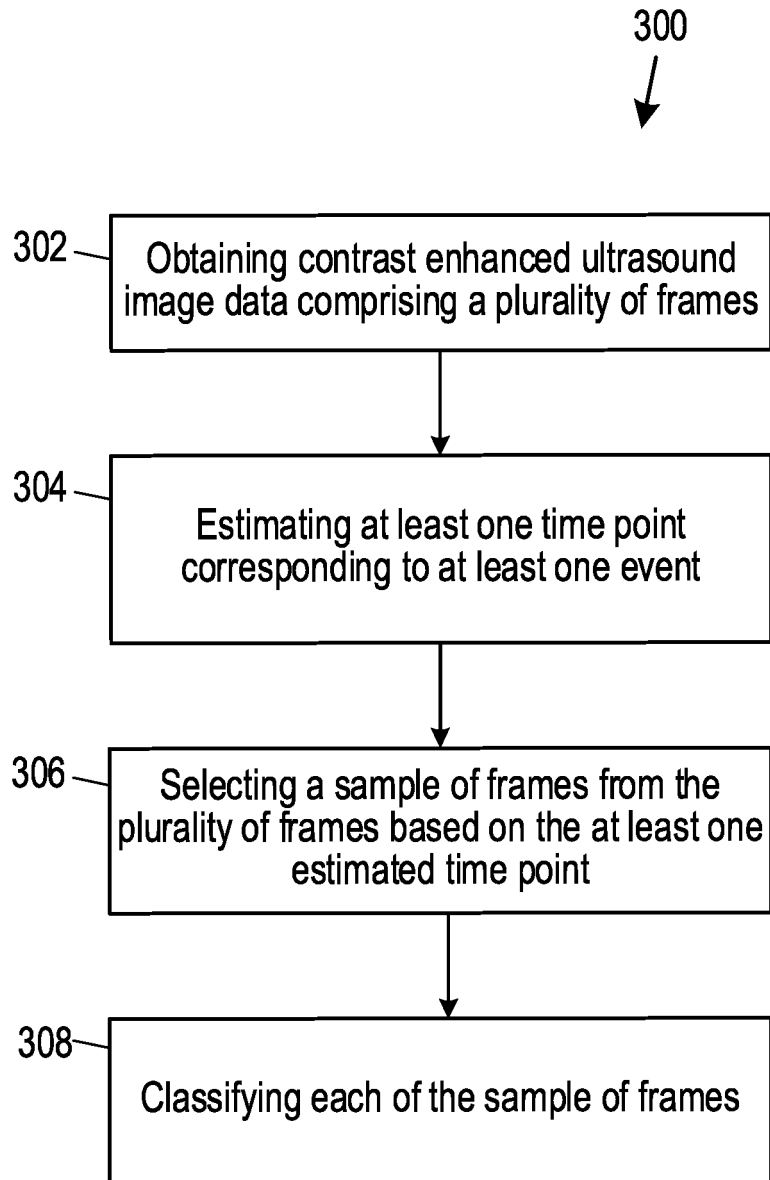 300
302
Obtaining contrast enhanced ultrasound
image data comprising a plurality of frames
304
Estimating at least one time point
corresponding to at least one event
306
Selecting a sample of frames from the
plurality of frames based on the at least one
estimated time point
308
Classifying each of the sample of frames